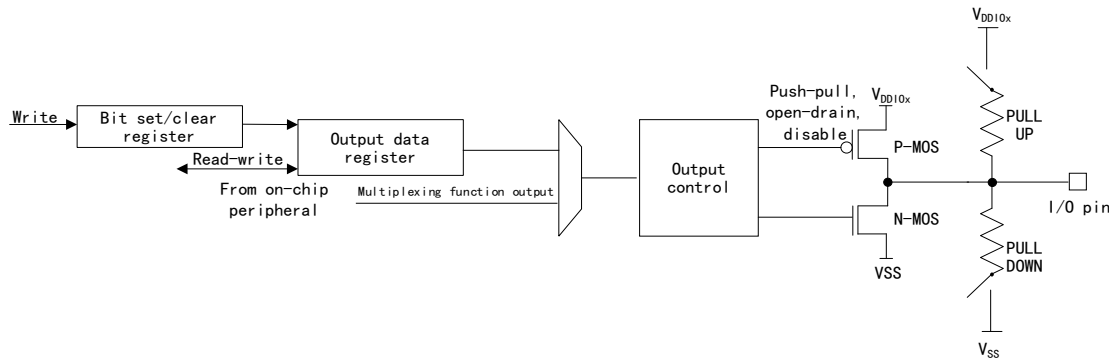 Write
Bit set/clear
register
Read-write
From on-chip
peripheral
Output data
register
Multiplexing function output
Output
control
Push-pull,
open-drain,
disable
VDDIOx
P-MOS
N-MOS
VSS
VDDIOx
PULL
UP
I/O pin
PULL
DOWN
VSS